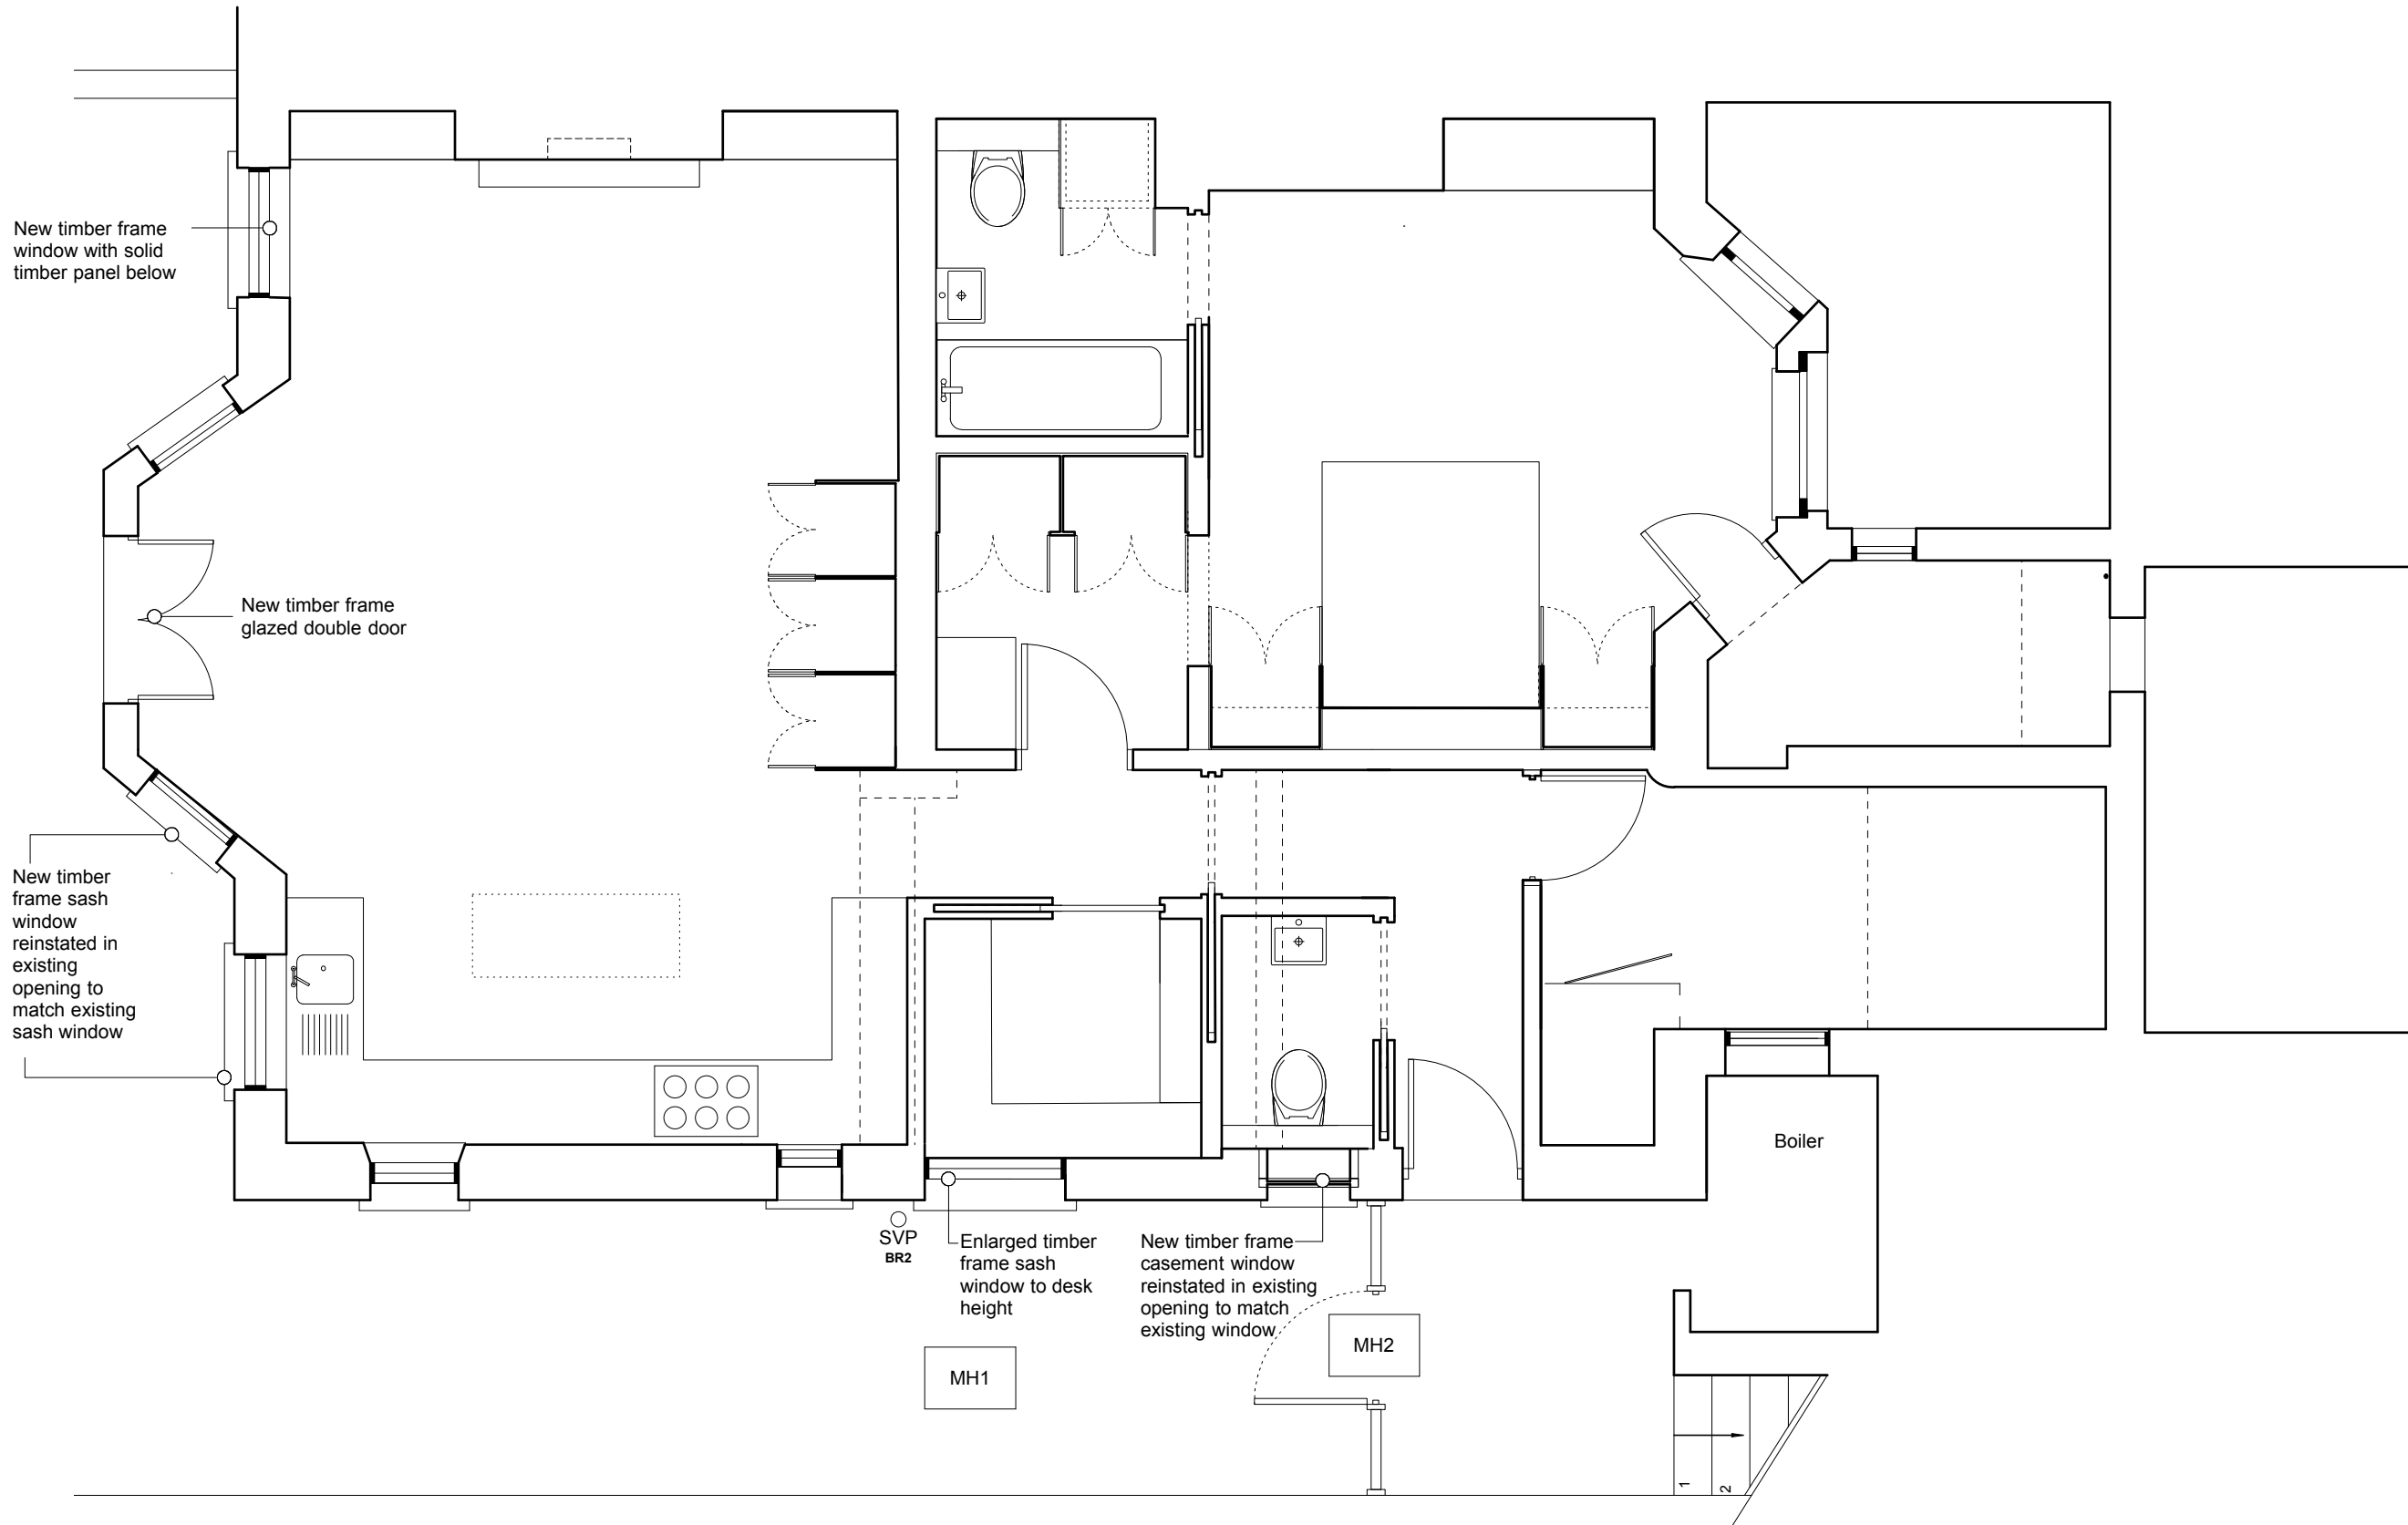 New timber frame
window with solid
timber panel below
New timber frame
glazed double door
New timber
frame sash
window
reinstated in
existing
opening to
match existing
sash window
Boiler
SVP
BR2
Enlarged timber
frame sash
window to desk
height
New timber frame
casement window
reinstated in existing
opening to match
existing window
MH1
MH2
1
2